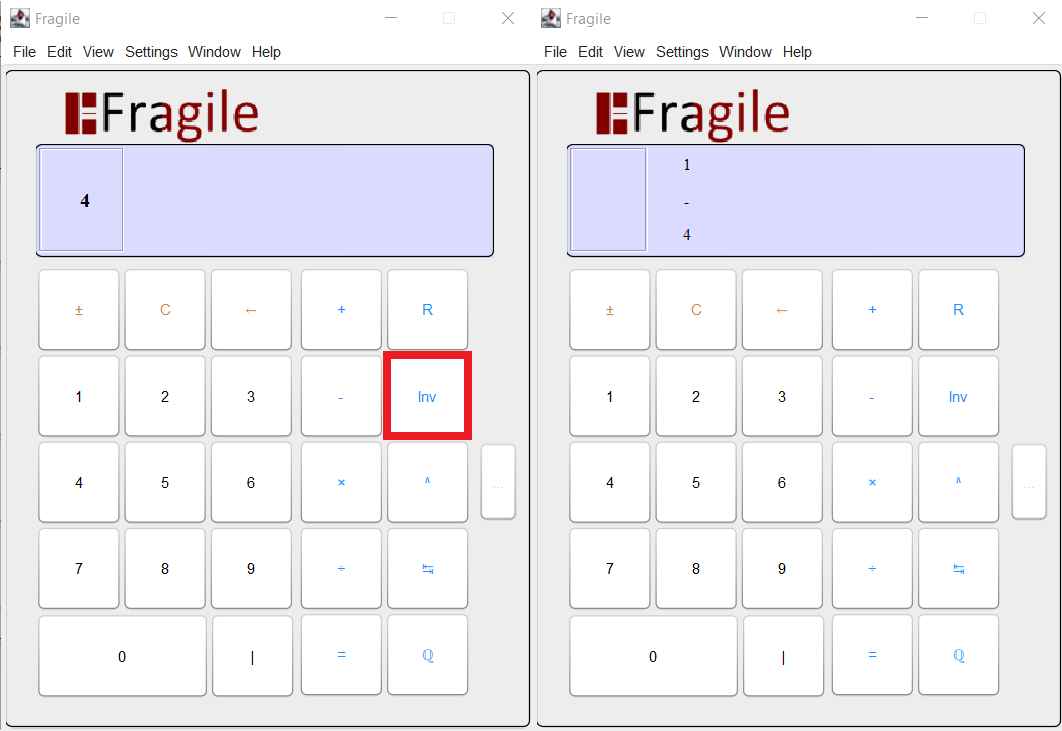 Fragile Fragile
File Edit View Settings Window Help File Edit View Settings Window Help
Fragile Fragile
4
1
-
4
± C ← + R ± C ← + R
1 2 3 - Inv 1 2 3 - Inv
4 5 6 × ^ 4 5 6 × ^
... ...
7 8 9 ÷ ↹ 7 8 9 ÷ ↹
0 | = ℚ 0 | = ℚ